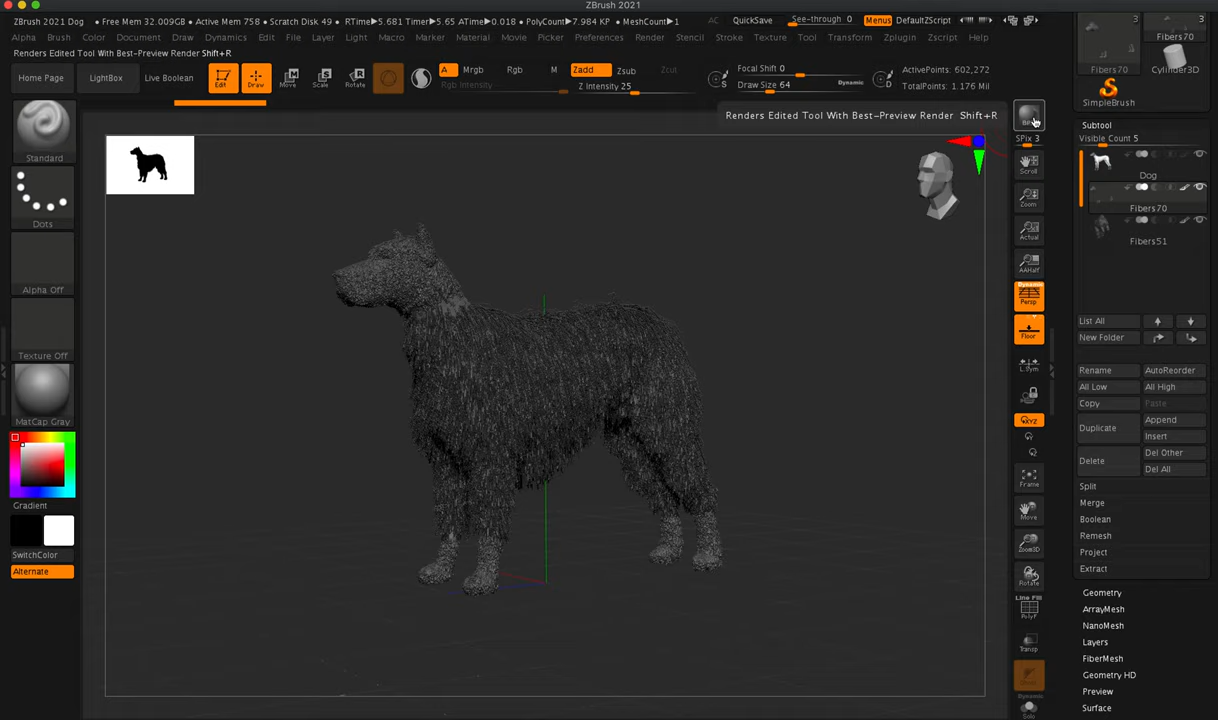 ZBrush 2021
ZBrush 2021 Dog • Free Mem 32.009GB • Active Mem 758 • Scratch Disk 49 • RTime▶5.681 Timer▶5.65 ATime▶0.018 • PolyCount▶7.984 KP • MeshCount▶1 AC QuickSave See-through 0 Menus DefaultZScript
Alpha Brush Color Document Draw Dynamics Edit File Layer Light Macro Marker Material Movie Picker Preferences Render Stencil Stroke Texture Tool Transform Zplugin Zscript Help
Renders Edited Tool With Best-Preview Render Shift+R
Home Page LightBox Live Boolean Edit Draw Move Scale Rotate
A Mrgb Rgb M Zadd Zsub Zcut
Rgb Intensity Z Intensity 25
S Focal Shift 0
Draw Size 64 Dynamic D
ActivePoints: 602,272
TotalPoints: 1.176 Mil
Renders Edited Tool With Best-Preview Render Shift+R
Standard
Dots
Alpha Off
Texture Off
MatCap Gray
Gradient
SwitchColor
Alternate
SPix 3
Scroll
Zoom
Actual
AAHalf
Dynamic
Persp
Floor
L.Sym
XYZ
Frame
Move
Zoom3D
Rotate
Line Fill
PolyF
Transp
Solo
3 3
Fibers70
Fibers70 Cylinder3D
SimpleBrush
Subtool
Visible Count 5
Dog
Fibers70
Fibers51
List All
New Folder
Rename AutoReorder
All Low All High
Copy Paste
Duplicate Append
Insert
Delete Del Other
Del All
Split
Merge
Boolean
Remesh
Project
Extract
Geometry
ArrayMesh
NanoMesh
Layers
FiberMesh
Geometry HD
Preview
Surface